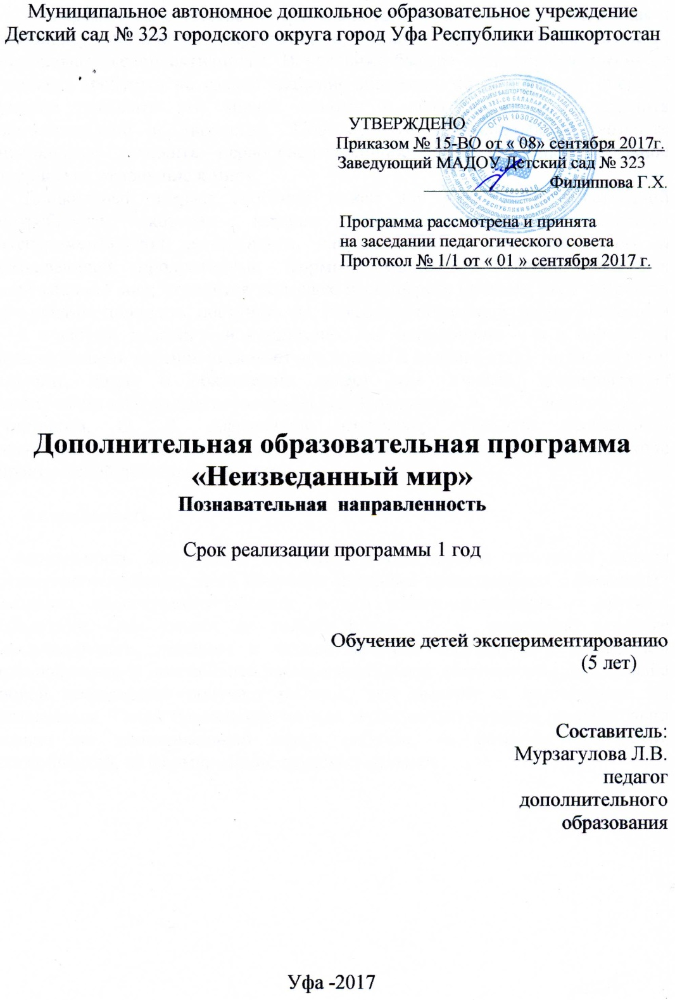 Муниципальное автономное дошкольное образовательное учреждение
Детский сад № 323 городского округа город Уфа Республики Башкортостан
УТВЕРЖДЕНО
Приказом № 15-ВО от « 08» сентября 2017г.
Заведующий МАДОУ Детский сад № 323
Филиппова Г.Х.
Программа рассмотрена и принята
на заседании педагогического совета
Протокол № 1/1 от « 01 » сентября 2017 г.
Дополнительная образовательная программа
«Неизведанный мир»
Познавательная направленность
Срок реализации программы 1 год
Обучение детей экспериментированию
(5 лет)
Составитель:
Мурзагулова Л.В.
педагог
дополнительного
образования
Уфа -2017